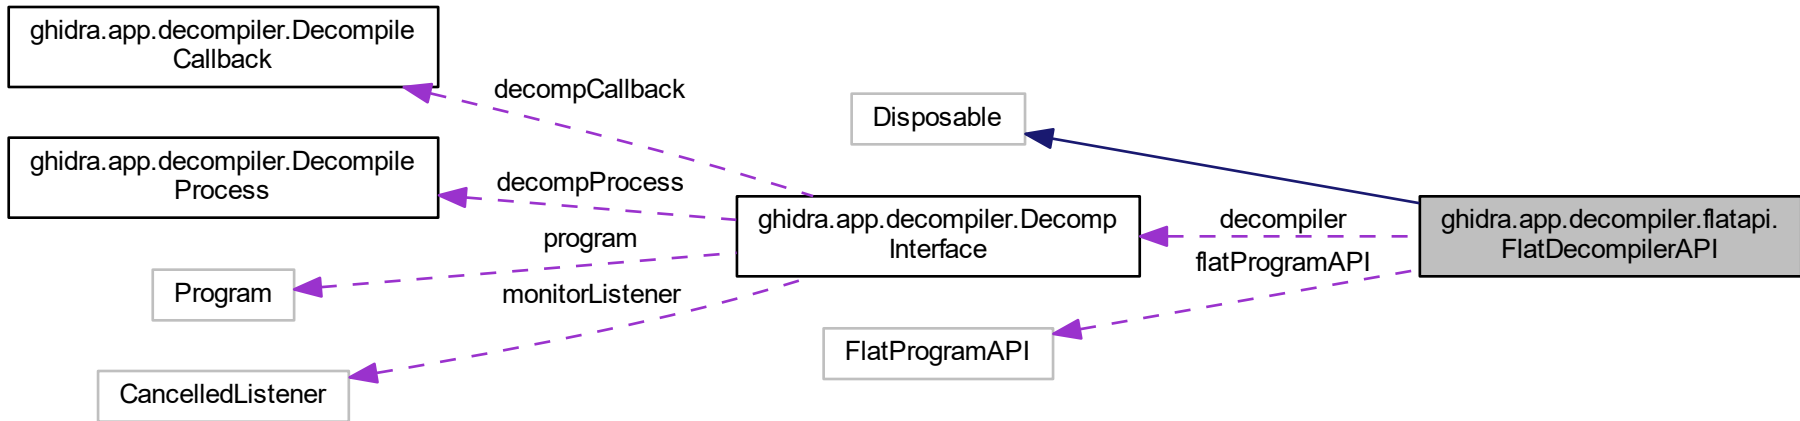 ghidra.app.decompiler.Decompile
Callback
decompCallback
Disposable
ghidra.app.decompiler.Decompile
Process
decompProcess
ghidra.app.decompiler.Decomp
Interface
decompiler
ghidra.app.decompiler.flatapi.
FlatDecompilerAPI
program
flatProgramAPI
Program
monitorListener
FlatProgramAPI
CancelledListener